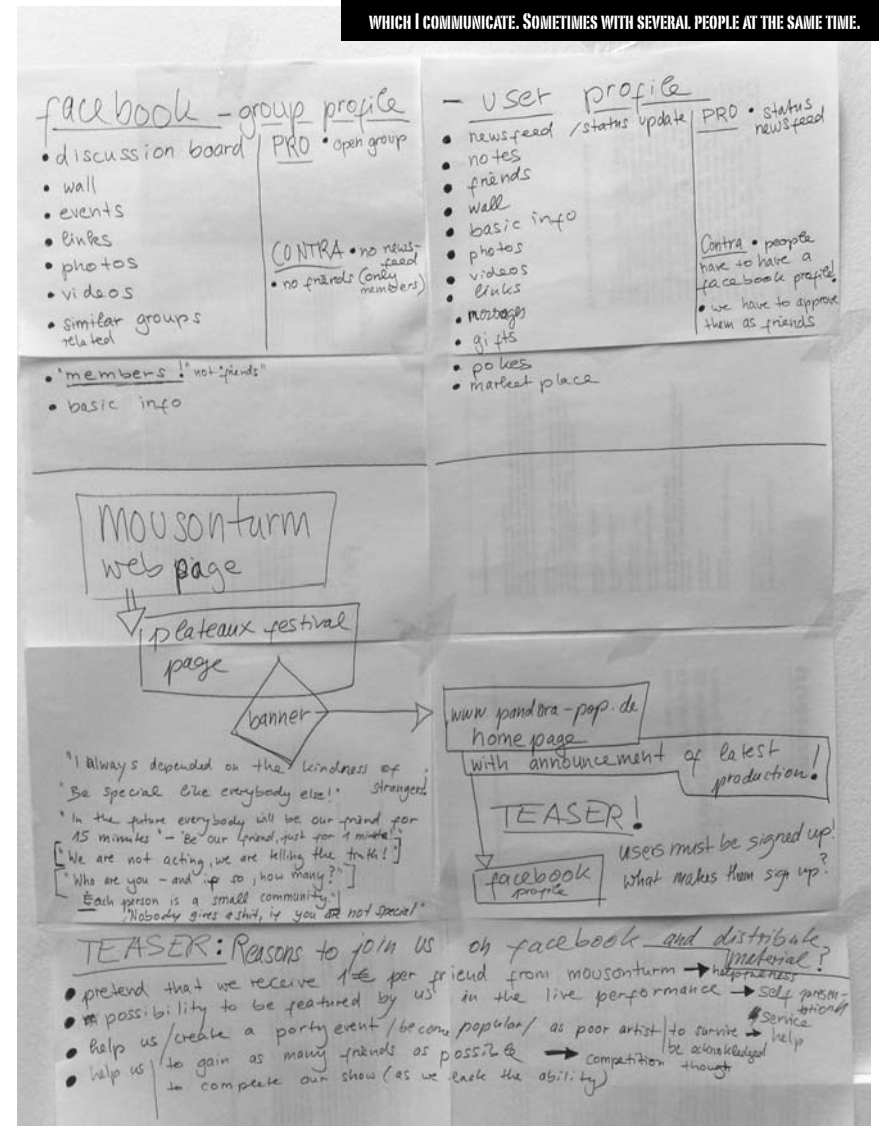 WHICH I COMMUNICATE. SOMETIMES WITH SEVERAL PEOPLE AT THE SAME TIME.
facebook - group profile
• discussion board
• wall
• events
• links
• photos
• videos
• similar groups
related
PRO • open group
CONTRA • no news-
feed
• no friends (only
members)
• "members!" not "friends"
• basic info
- user profile
• newsfeed / status update
• notes
• friends
• wall
• basic info
• photos
• videos
• links
• messages
• gifts
• pokes
• market place
PRO • status
newsfeed
Contra • people
have to have a
facebook profile!
• we have to approve
them as friends
MOUSONTURM
web page
plateaux festival
page
banner
www.pandora-pop.de
home page
with announcement of latest
production!
TEASER!
facebook
profile
users must be signed up!
what makes them sign up?
"I always depended on the kindness of
strangers!
"Be special like everybody else!"
"In the future everybody will be our friend for
15 minutes" - "Be our friend, just for 1 minute!"
["We are not acting, we are telling the truth!"]
["Who are you - and if so, how many?"]
Each person is a small community."
"Nobody gives a shit, if you are not special"
TEASER: Reasons to join us on facebook and distribute
material?
• pretend that we receive 1 € per friend from mousonturm → helpfulness
• possibility to be featured by us in the live performance → self presen-
tation
service
• help us / create a party event / become popular / as poor artist | to survive → help
be acknowledged
• help us | to gain as many friends as possible → competition though
to complete our show (as we lack the ability)